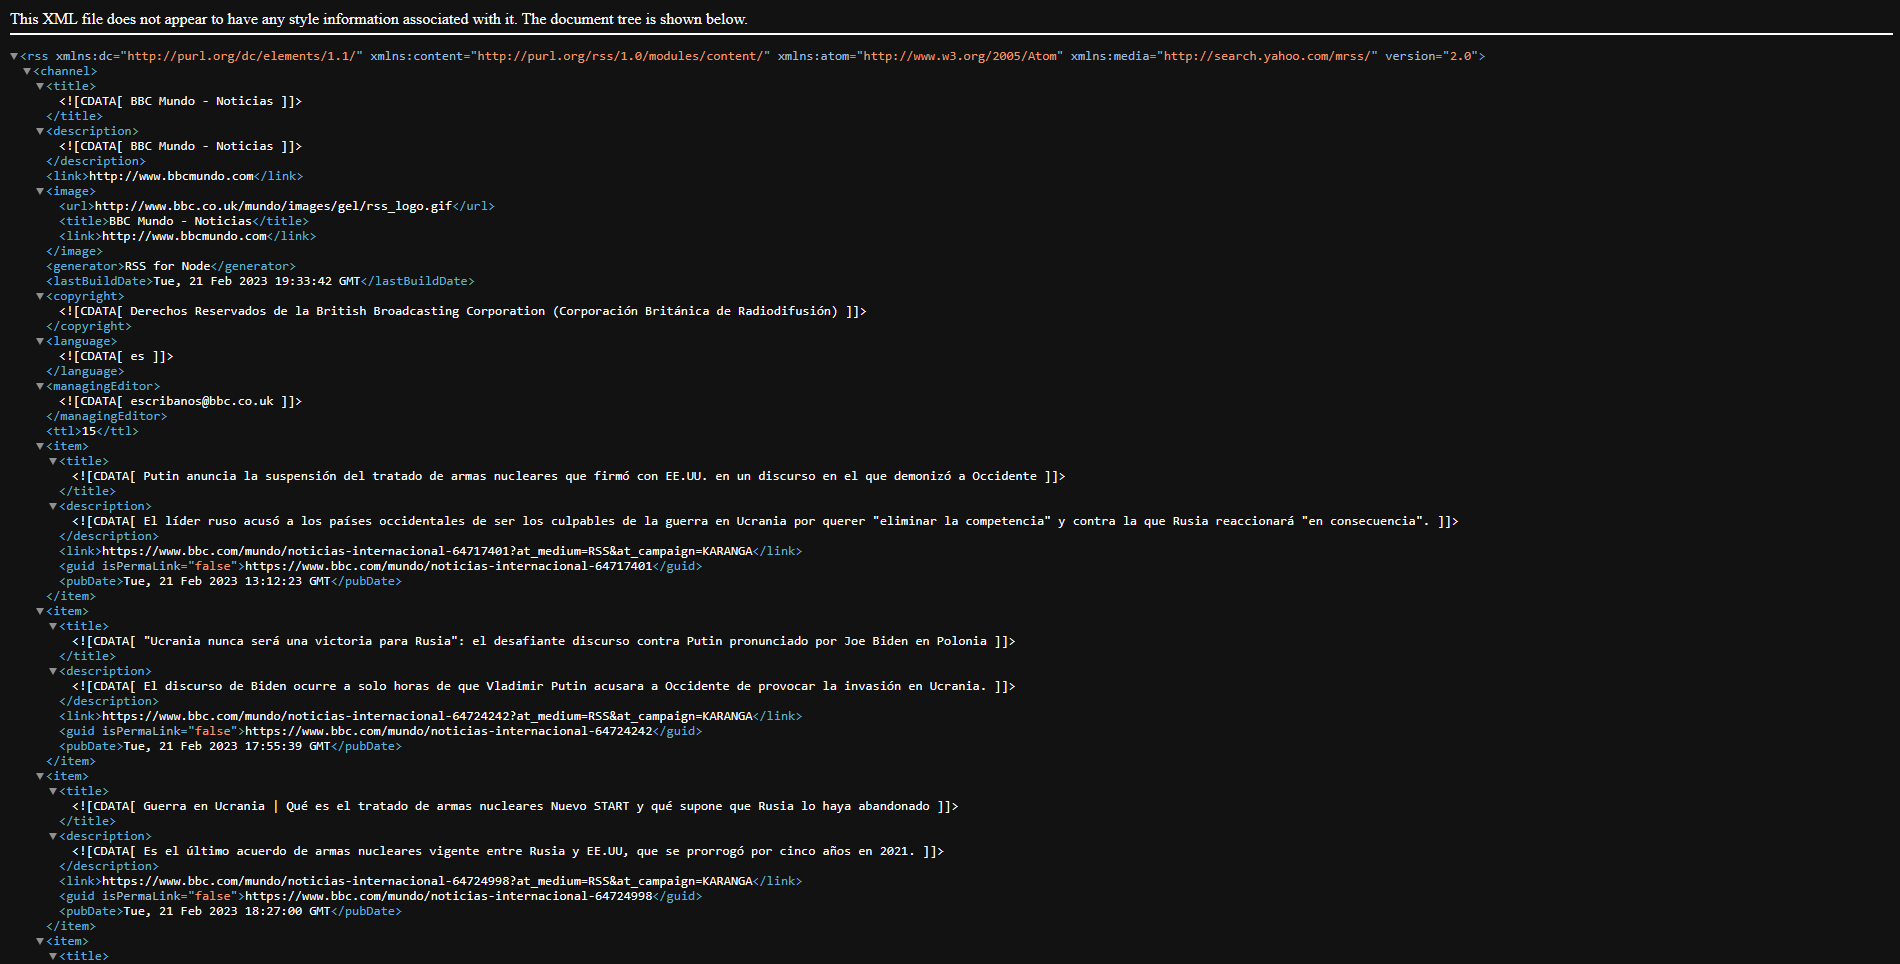 This XML file does not appear to have any style information associated with it. The document tree is shown below.
▼<rss xmlns:dc="http://purl.org/dc/elements/1.1/" xmlns:content="http://purl.org/rss/1.0/modules/content/" xmlns:atom="http://www.w3.org/2005/Atom" xmlns:media="http://search.yahoo.com/mrss/" version="2.0">
▼<channel>
▼<title>
<![CDATA[ BBC Mundo - Noticias ]]>
</title>
▼<description>
<![CDATA[ BBC Mundo - Noticias ]]>
</description>
<link>http://www.bbcmundo.com</link>
▼<image>
<url>http://www.bbc.co.uk/mundo/images/gel/rss_logo.gif</url>
<title>BBC Mundo - Noticias</title>
<link>http://www.bbcmundo.com</link>
</image>
<generator>RSS for Node</generator>
<lastBuildDate>Tue, 21 Feb 2023 19:33:42 GMT</lastBuildDate>
▼<copyright>
<![CDATA[ Derechos Reservados de la British Broadcasting Corporation (Corporación Británica de Radiodifusión) ]]>
</copyright>
▼<language>
<![CDATA[ es ]]>
</language>
▼<managingEditor>
<![CDATA[ escribanos@bbc.co.uk ]]>
</managingEditor>
<ttl>15</ttl>
▼<item>
▼<title>
<![CDATA[ Putin anuncia la suspensión del tratado de armas nucleares que firmó con EE.UU. en un discurso en el que demonizó a Occidente ]]>
</title>
▼<description>
<![CDATA[ El líder ruso acusó a los países occidentales de ser los culpables de la guerra en Ucrania por querer "eliminar la competencia" y contra la que Rusia reaccionará "en consecuencia". ]]>
</description>
<link>https://www.bbc.com/mundo/noticias-internacional-64717401?at_medium=RSS&at_campaign=KARANGA</link>
<guid isPermaLink="false">https://www.bbc.com/mundo/noticias-internacional-64717401</guid>
<pubDate>Tue, 21 Feb 2023 13:12:23 GMT</pubDate>
</item>
▼<item>
▼<title>
<![CDATA[ "Ucrania nunca será una victoria para Rusia": el desafiante discurso contra Putin pronunciado por Joe Biden en Polonia ]]>
</title>
▼<description>
<![CDATA[ El discurso de Biden ocurre a solo horas de que Vladimir Putin acusara a Occidente de provocar la invasión en Ucrania. ]]>
</description>
<link>https://www.bbc.com/mundo/noticias-internacional-64724242?at_medium=RSS&at_campaign=KARANGA</link>
<guid isPermaLink="false">https://www.bbc.com/mundo/noticias-internacional-64724242</guid>
<pubDate>Tue, 21 Feb 2023 17:55:39 GMT</pubDate>
</item>
▼<item>
▼<title>
<![CDATA[ Guerra en Ucrania | Qué es el tratado de armas nucleares Nuevo START y qué supone que Rusia lo haya abandonado ]]>
</title>
▼<description>
<![CDATA[ Es el último acuerdo de armas nucleares vigente entre Rusia y EE.UU, que se prorrogó por cinco años en 2021. ]]>
</description>
<link>https://www.bbc.com/mundo/noticias-internacional-64724998?at_medium=RSS&at_campaign=KARANGA</link>
<guid isPermaLink="false">https://www.bbc.com/mundo/noticias-internacional-64724998</guid>
<pubDate>Tue, 21 Feb 2023 18:27:00 GMT</pubDate>
</item>
▼<item>
▼<title>